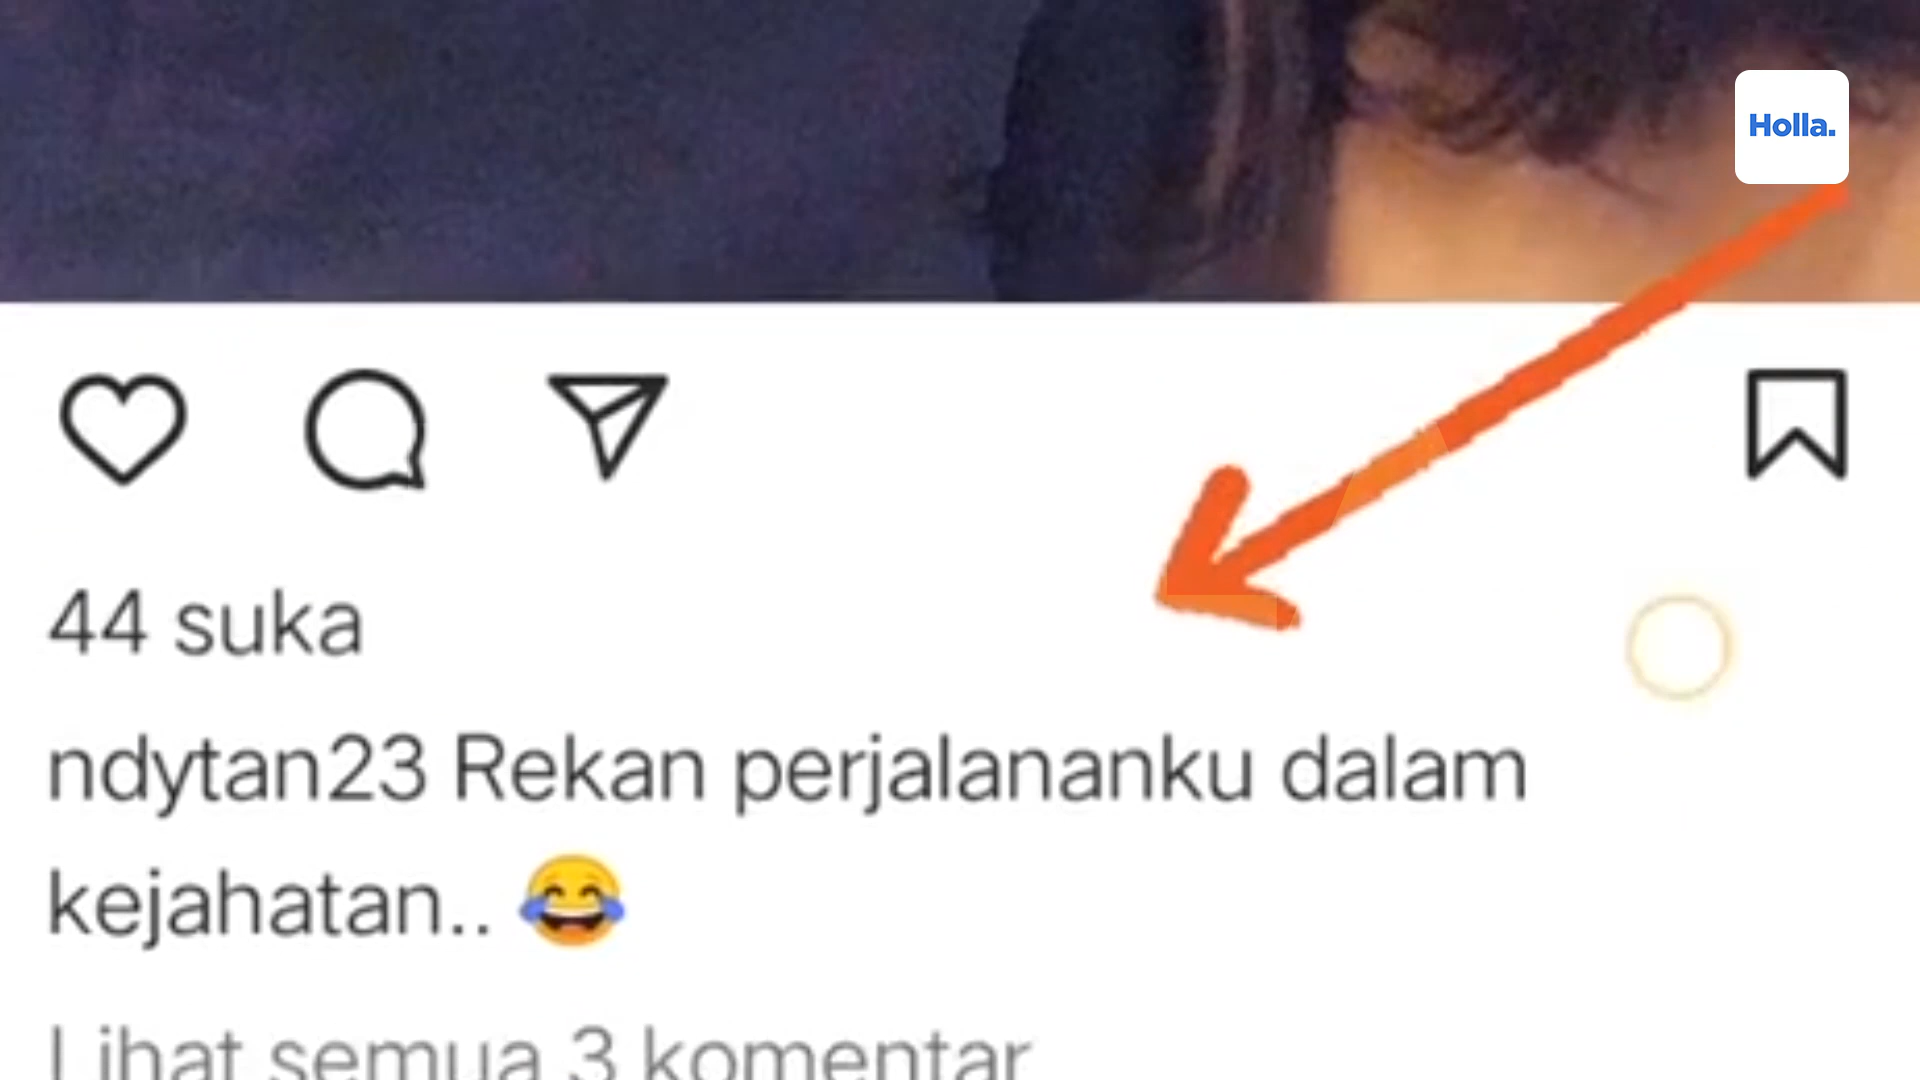 Holla.
44 suka
ndytan23 Rekan perjalananku dalam
kejahatan.. 😂
Lihat semua 3 komentar